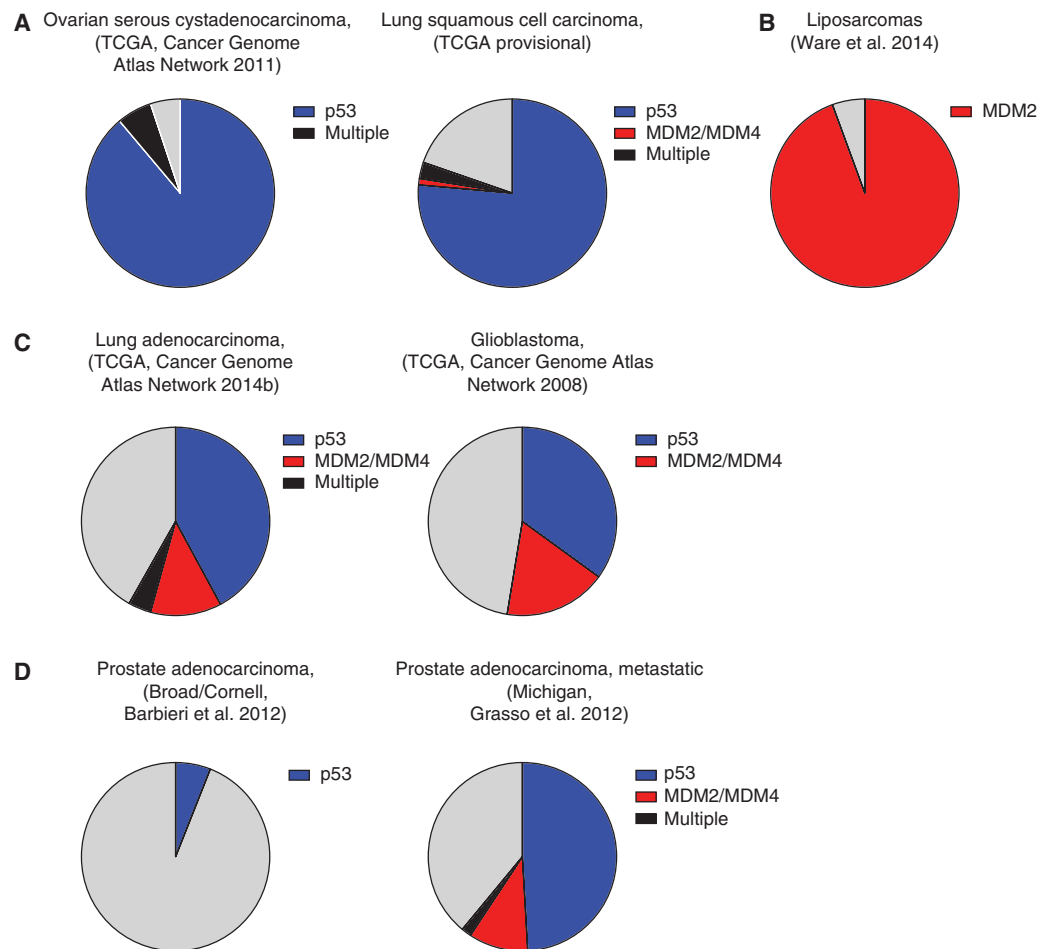 A
Ovarian serous cystadenocarcinoma,
(TCGA, Cancer Genome
Atlas Network 2011)
p53
Multiple
Lung squamous cell carcinoma,
(TCGA provisional)
p53
MDM2/MDM4
Multiple
B
Liposarcomas
(Ware et al. 2014)
MDM2
C
Lung adenocarcinoma,
(TCGA, Cancer Genome
Atlas Network 2014b)
p53
MDM2/MDM4
Multiple
Glioblastoma,
(TCGA, Cancer Genome Atlas
Network 2008)
p53
MDM2/MDM4
D
Prostate adenocarcinoma,
(Broad/Cornell,
Barbieri et al. 2012)
p53
Prostate adenocarcinoma, metastatic
(Michigan,
Grasso et al. 2012)
p53
MDM2/MDM4
Multiple